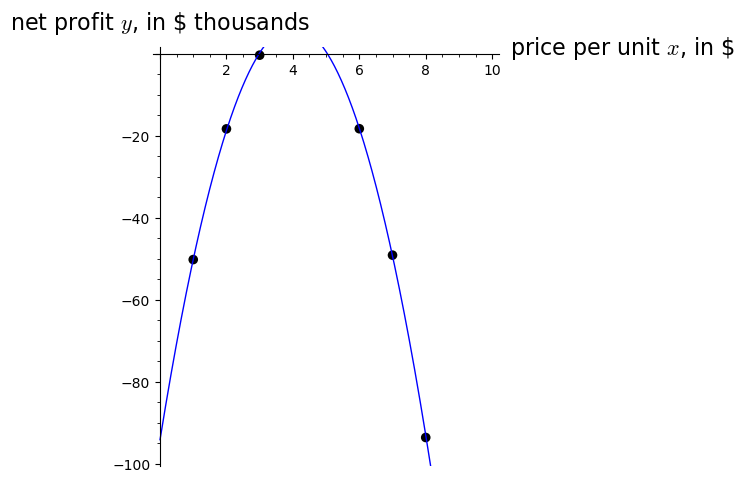 net profit y, in $ thousands
price per unit x, in $
2 4 6 8 10
−20
−40
−60
−80
−100